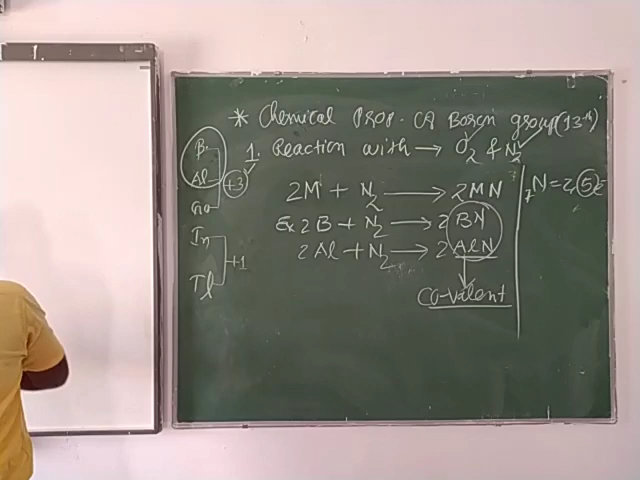 * Chemical Prop. of Boron group(13th)
1. Reaction with → O2 & N2
2M + N2 → 2MN
Ex 2B + N2 → 2BN
2Al + N2 → 2AlN
Co-valent
7N = 2,5
B
Al
Ga
+3
In
Tl
+1